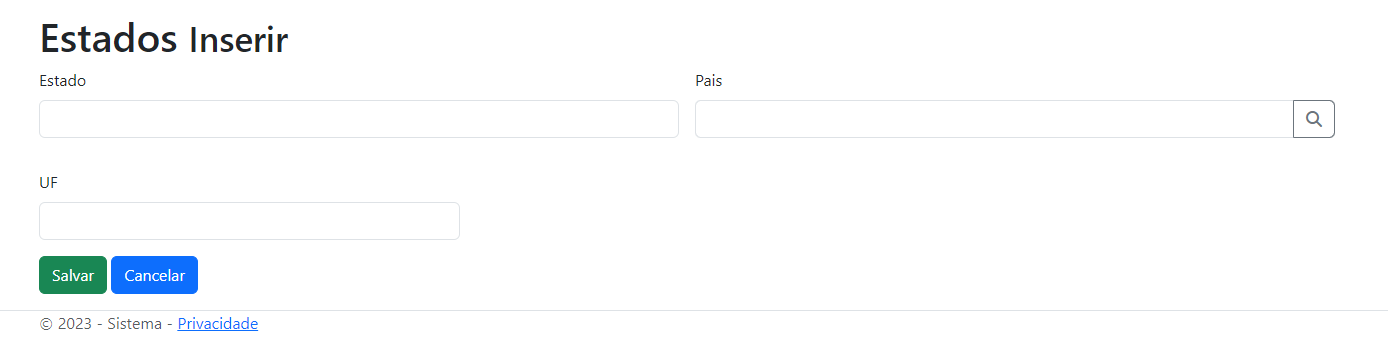 Estados Inserir
Estado
Pais
UF
Salvar Cancelar
© 2023 - Sistema - Privacidade